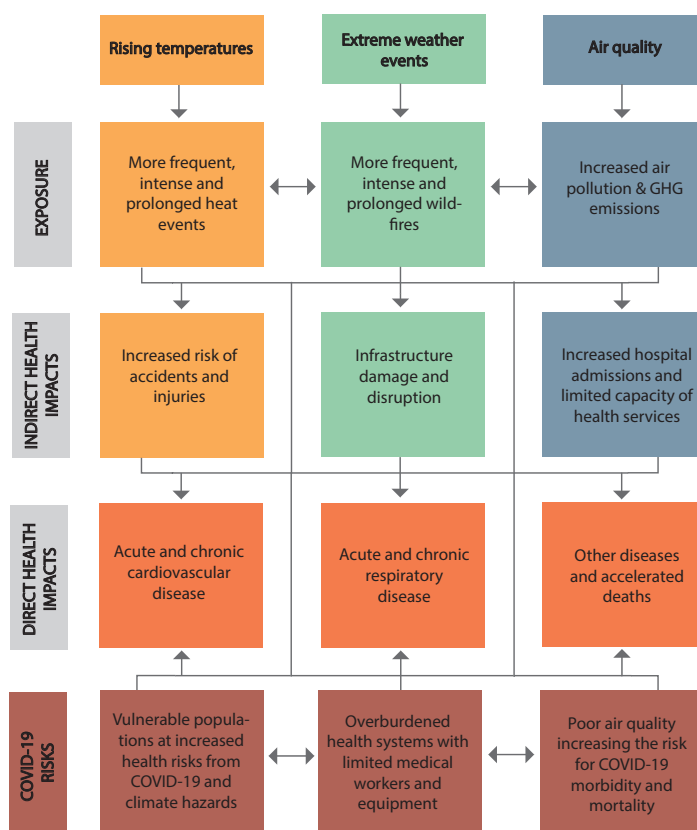 Rising temperatures
Extreme weather
events
Air quality
EXPOSURE
More frequent,
intense and
prolonged heat
events
More frequent,
intense and
prolonged wild-
fires
Increased air
pollution & GHG
emissions
INDIRECT HEALTH
IMPACTS
Increased risk of
accidents and
injuries
Infrastructure
damage and
disruption
Increased hospital
admissions and
limited capacity of
health services
DIRECT HEALTH
IMPACTS
Acute and chronic
cardiovascular
disease
Acute and chronic
respiratory
disease
Other diseases
and accelerated
deaths
COVID-19
RISKS
Vulnerable popula-
tions at increased
health risks from
COVID-19 and
climate hazards
Overburdened
health systems with
limited medical
workers and
equipment
Poor air quality
increasing the risk
for COVID-19
morbidity and
mortality